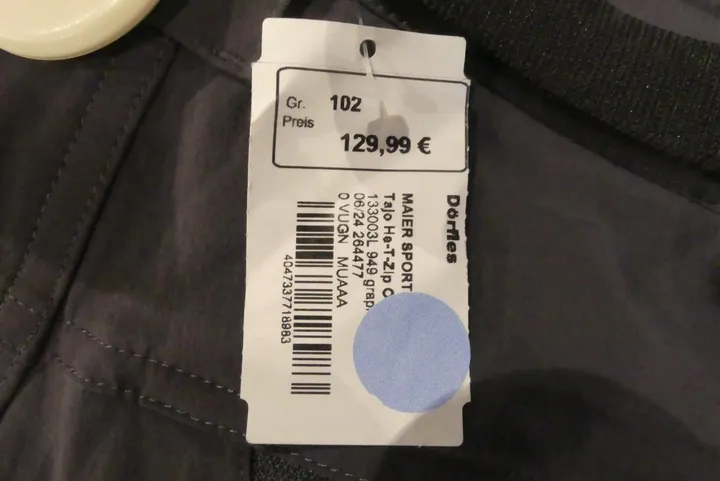 Gr. 102
Preis
129,99 €
Dörffes
MAIER SPORT
Tajo He-T-Zip
133003L 949
06/24 264477
0 VUGN MUAAA
4047337718983